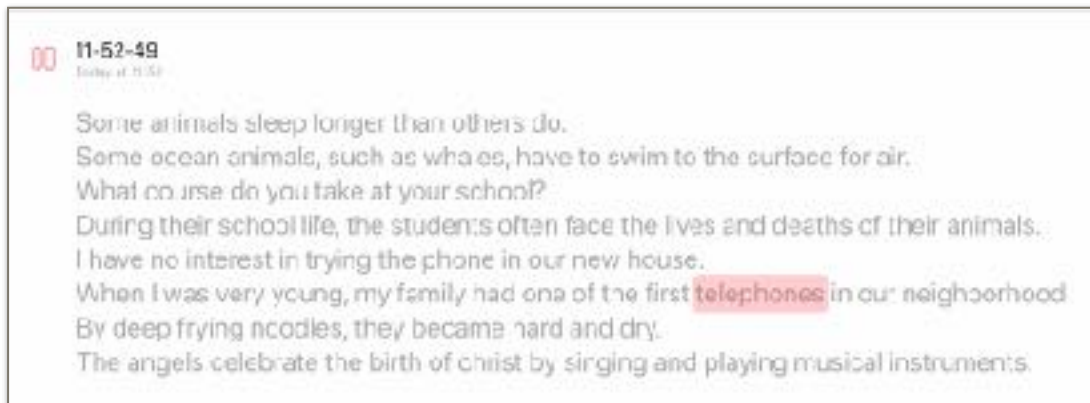 11-52-49
Today at 11:52
Some animals sleep longer than others do.
Some ocean animals, such as whales, have to swim to the surface for air.
What course do you take at your school?
During their school life, the students often face the lives and deaths of their animals.
I have no interest in trying the phone in our new house.
When I was very young, my family had one of the first telephones in our neighborhood
By deep frying noodles, they became hard and dry.
The angels celebrate the birth of christ by singing and playing musical instruments.